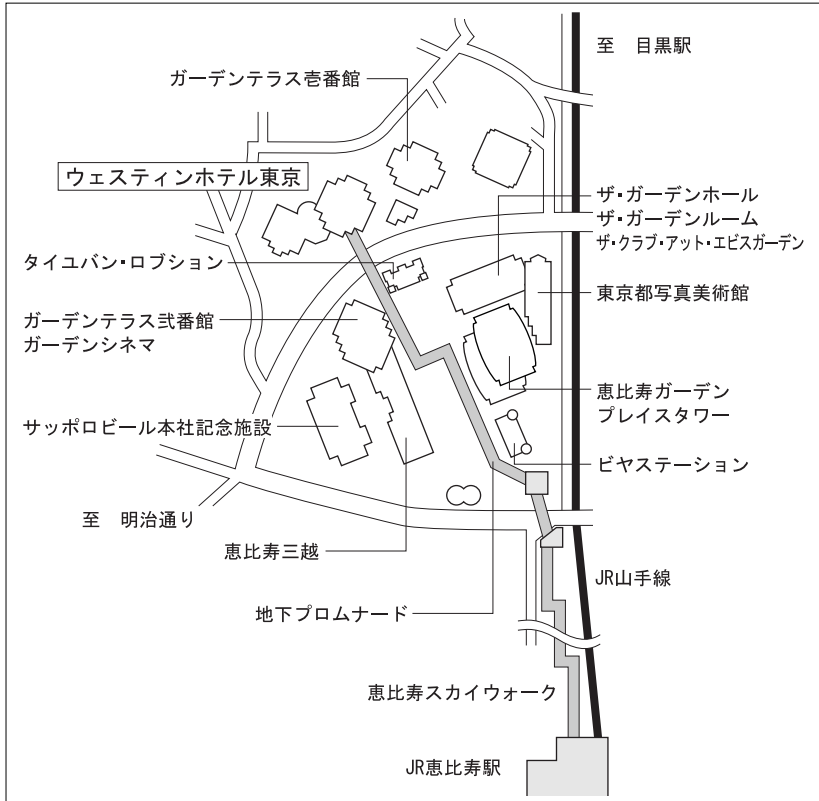 至　目黒駅
ガーデンテラス壱番館
ウェスティンホテル東京
ザ・ガーデンホール
ザ・ガーデンルーム
ザ・クラブ・アット・エビスガーデン
タイユバン・ロブション
東京都写真美術館
ガーデンテラス弐番館
ガーデンシネマ
恵比寿ガーデン
プレイスタワー
サッポロビール本社記念施設
ビヤステーション
至　明治通り
恵比寿三越
JR山手線
地下プロムナード
恵比寿スカイウォーク
JR恵比寿駅